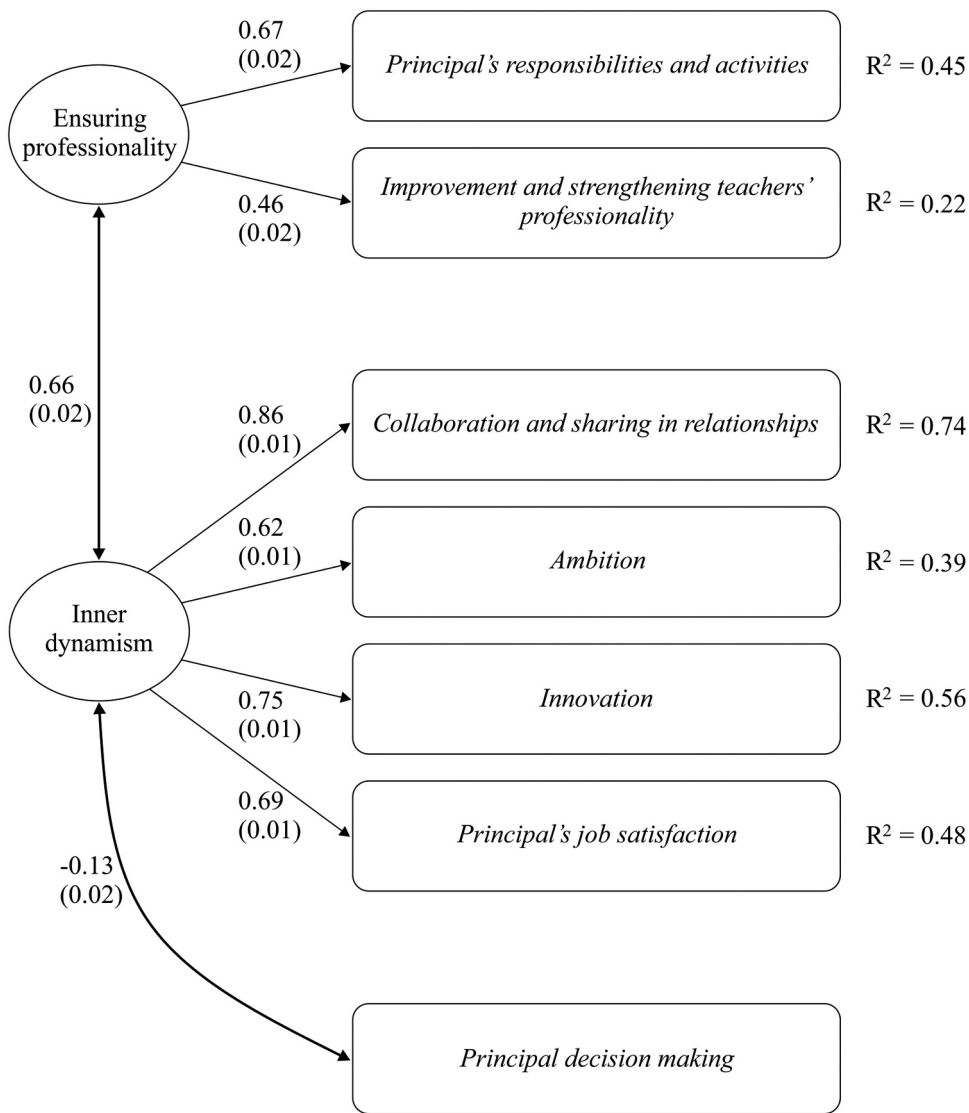 0.67
(0.02)
Principal’s responsibilities and activities
R² = 0.45
Ensuring
professionality
0.46
(0.02)
Improvement and strengthening teachers’
professionality
R² = 0.22
0.66
(0.02)
0.86
(0.01)
Collaboration and sharing in relationships
R² = 0.74
0.62
(0.01)
Ambition
R² = 0.39
Inner
dynamism
0.75
(0.01)
Innovation
R² = 0.56
0.69
(0.01)
Principal’s job satisfaction
R² = 0.48
-0.13
(0.02)
Principal decision making